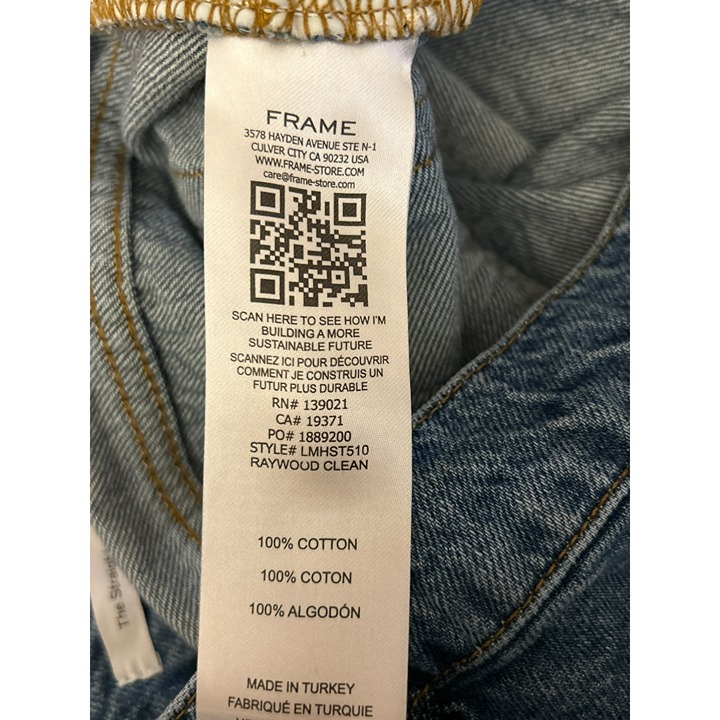 FRAME
3578 HAYDEN AVENUE STE N-1
CULVER CITY CA 90232 USA
WWW.FRAME-STORE.COM
care@frame-store.com
SCAN HERE TO SEE HOW I'M
BUILDING A MORE
SUSTAINABLE FUTURE
SCANNEZ ICI POUR DÉCOUVRIR
COMMENT JE CONSTRUIS UN
FUTUR PLUS DURABLE
RN# 139021
CA# 19371
PO# 1889200
STYLE# LMHST510
RAYWOOD CLEAN
100% COTTON
100% COTON
100% ALGODÓN
MADE IN TURKEY
FABRIQUÉ EN TURQUIE
The